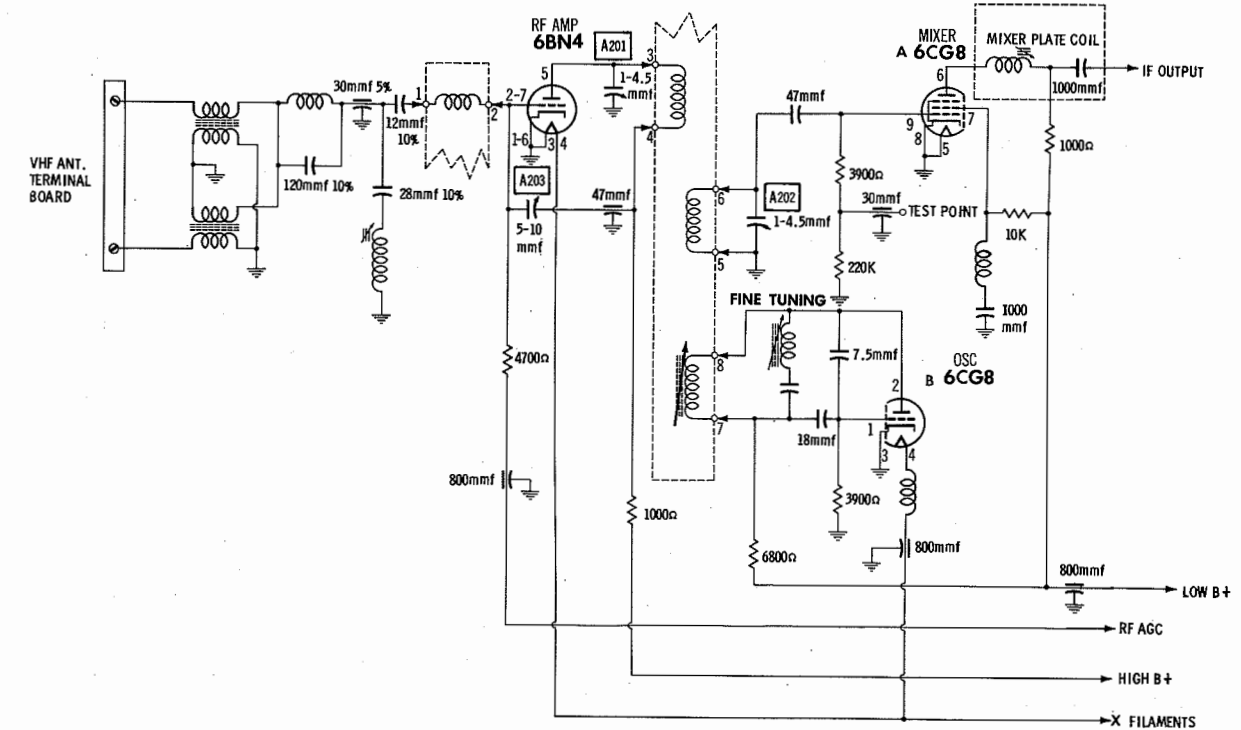 RF AMP
6BN4
A201
3
5
1-4.5
mmf
30mmf 5%
12mmf
10%
1
2
2-7
1-6
3
4
4
VHF ANT.
TERMINAL
BOARD
120mmf 10%
28mmf 10%
A203
5-10
mmf
47mmf
4700Ω
800mmf
1000Ω
MIXER
A 6CG8
MIXER PLATE COIL
1000mmf
IF OUTPUT
6
7
9
8
5
47mmf
3900Ω
1000Ω
A202
1-4.5mmf
6
5
30mmf
TEST POINT
220K
10K
1000
mmf
FINE TUNING
8
7
7.5mmf
18mmf
OSC
B 6CG8
2
1
3
4
3900Ω
6800Ω
800mmf
800mmf
LOW B+
RF AGC
HIGH B+
X FILAMENTS